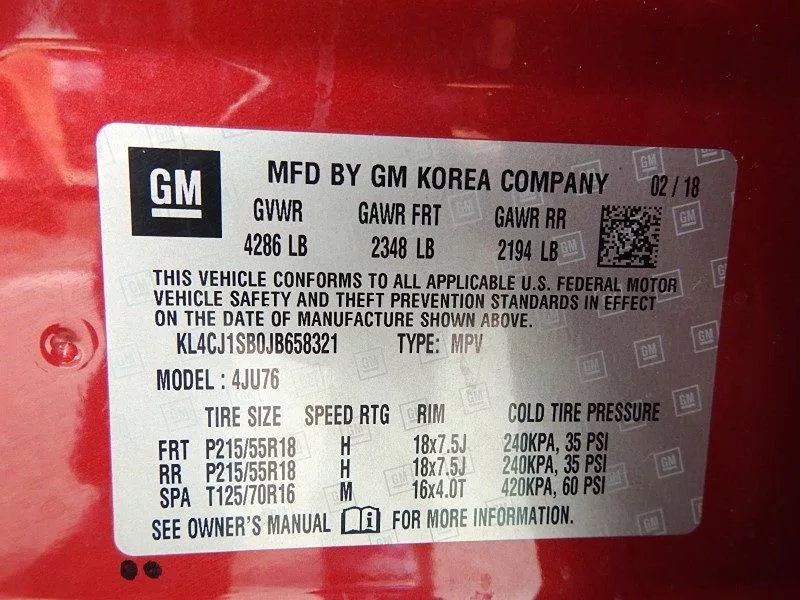 GM
MFD BY GM KOREA COMPANY 02 / 18
GVWR GAWR FRT GAWR RR
4286 LB 2348 LB 2194 LB
THIS VEHICLE CONFORMS TO ALL APPLICABLE U.S. FEDERAL MOTOR
VEHICLE SAFETY AND THEFT PREVENTION STANDARDS IN EFFECT
ON THE DATE OF MANUFACTURE SHOWN ABOVE.
KL4CJ1SB0JB658321 TYPE: MPV
MODEL : 4JU76
TIRE SIZE SPEED RTG RIM COLD TIRE PRESSURE
FRT P215/55R18 H 18x7.5J 240KPA, 35 PSI
RR P215/55R18 H 18x7.5J 240KPA, 35 PSI
SPA T125/70R16 M 16x4.0T 420KPA, 60 PSI
SEE OWNER'S MANUAL i FOR MORE INFORMATION.